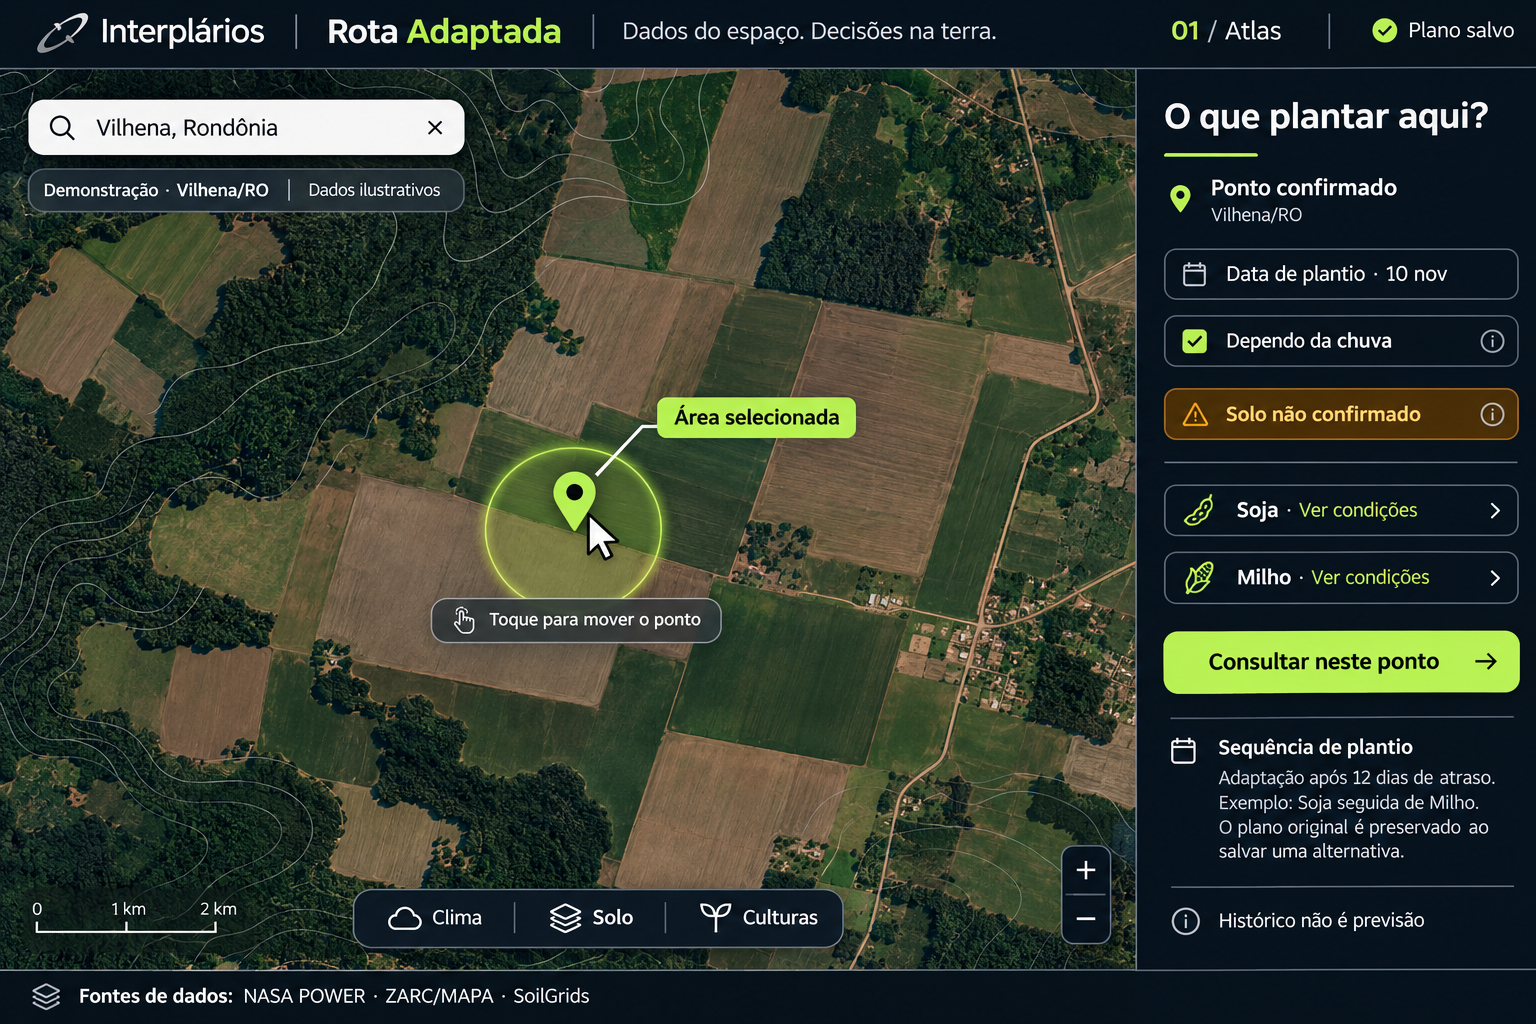 Interplários
Rota Adaptada
Dados do espaço. Decisões na terra.
01 / Atlas
Plano salvo
Vilhena, Rondônia
Demonstração · Vilhena/RO
Dados ilustrativos
Área selecionada
Toque para mover o ponto
0 1 km 2 km
Clima
Solo
Culturas
+
−
O que plantar aqui?
Ponto confirmado
Vilhena/RO
Data de plantio · 10 nov
Dependo da chuva
Solo não confirmado
Soja · Ver condições
Milho · Ver condições
Consultar neste ponto
Sequência de plantio
Adaptação após 12 dias de atraso.
Exemplo: Soja seguida de Milho.
O plano original é preservado ao
salvar uma alternativa.
Histórico não é previsão
Fontes de dados: NASA POWER · ZARC/MAPA · SoilGrids